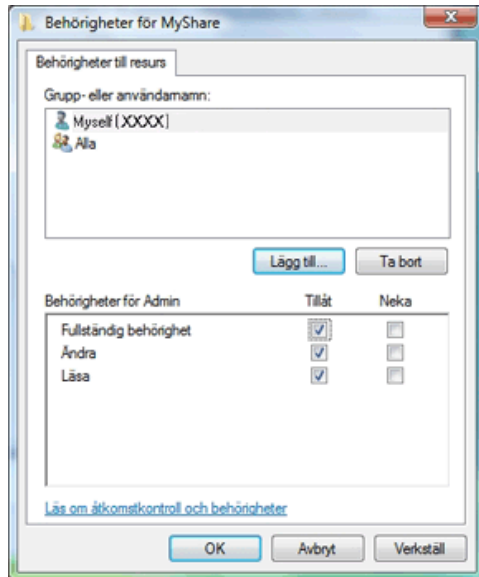 Behörigheter för MyShare
Behörigheter till resurs
Grupp- eller användarnamn:
Myself [XXXX]
Alla
Lägg till...
Ta bort
Behörigheter för Admin Tillåt Neka
Fullständig behörighet
Ändra
Läsa
Läs om åtkomstkontroll och behörigheter
OK Avbryt Verkställ